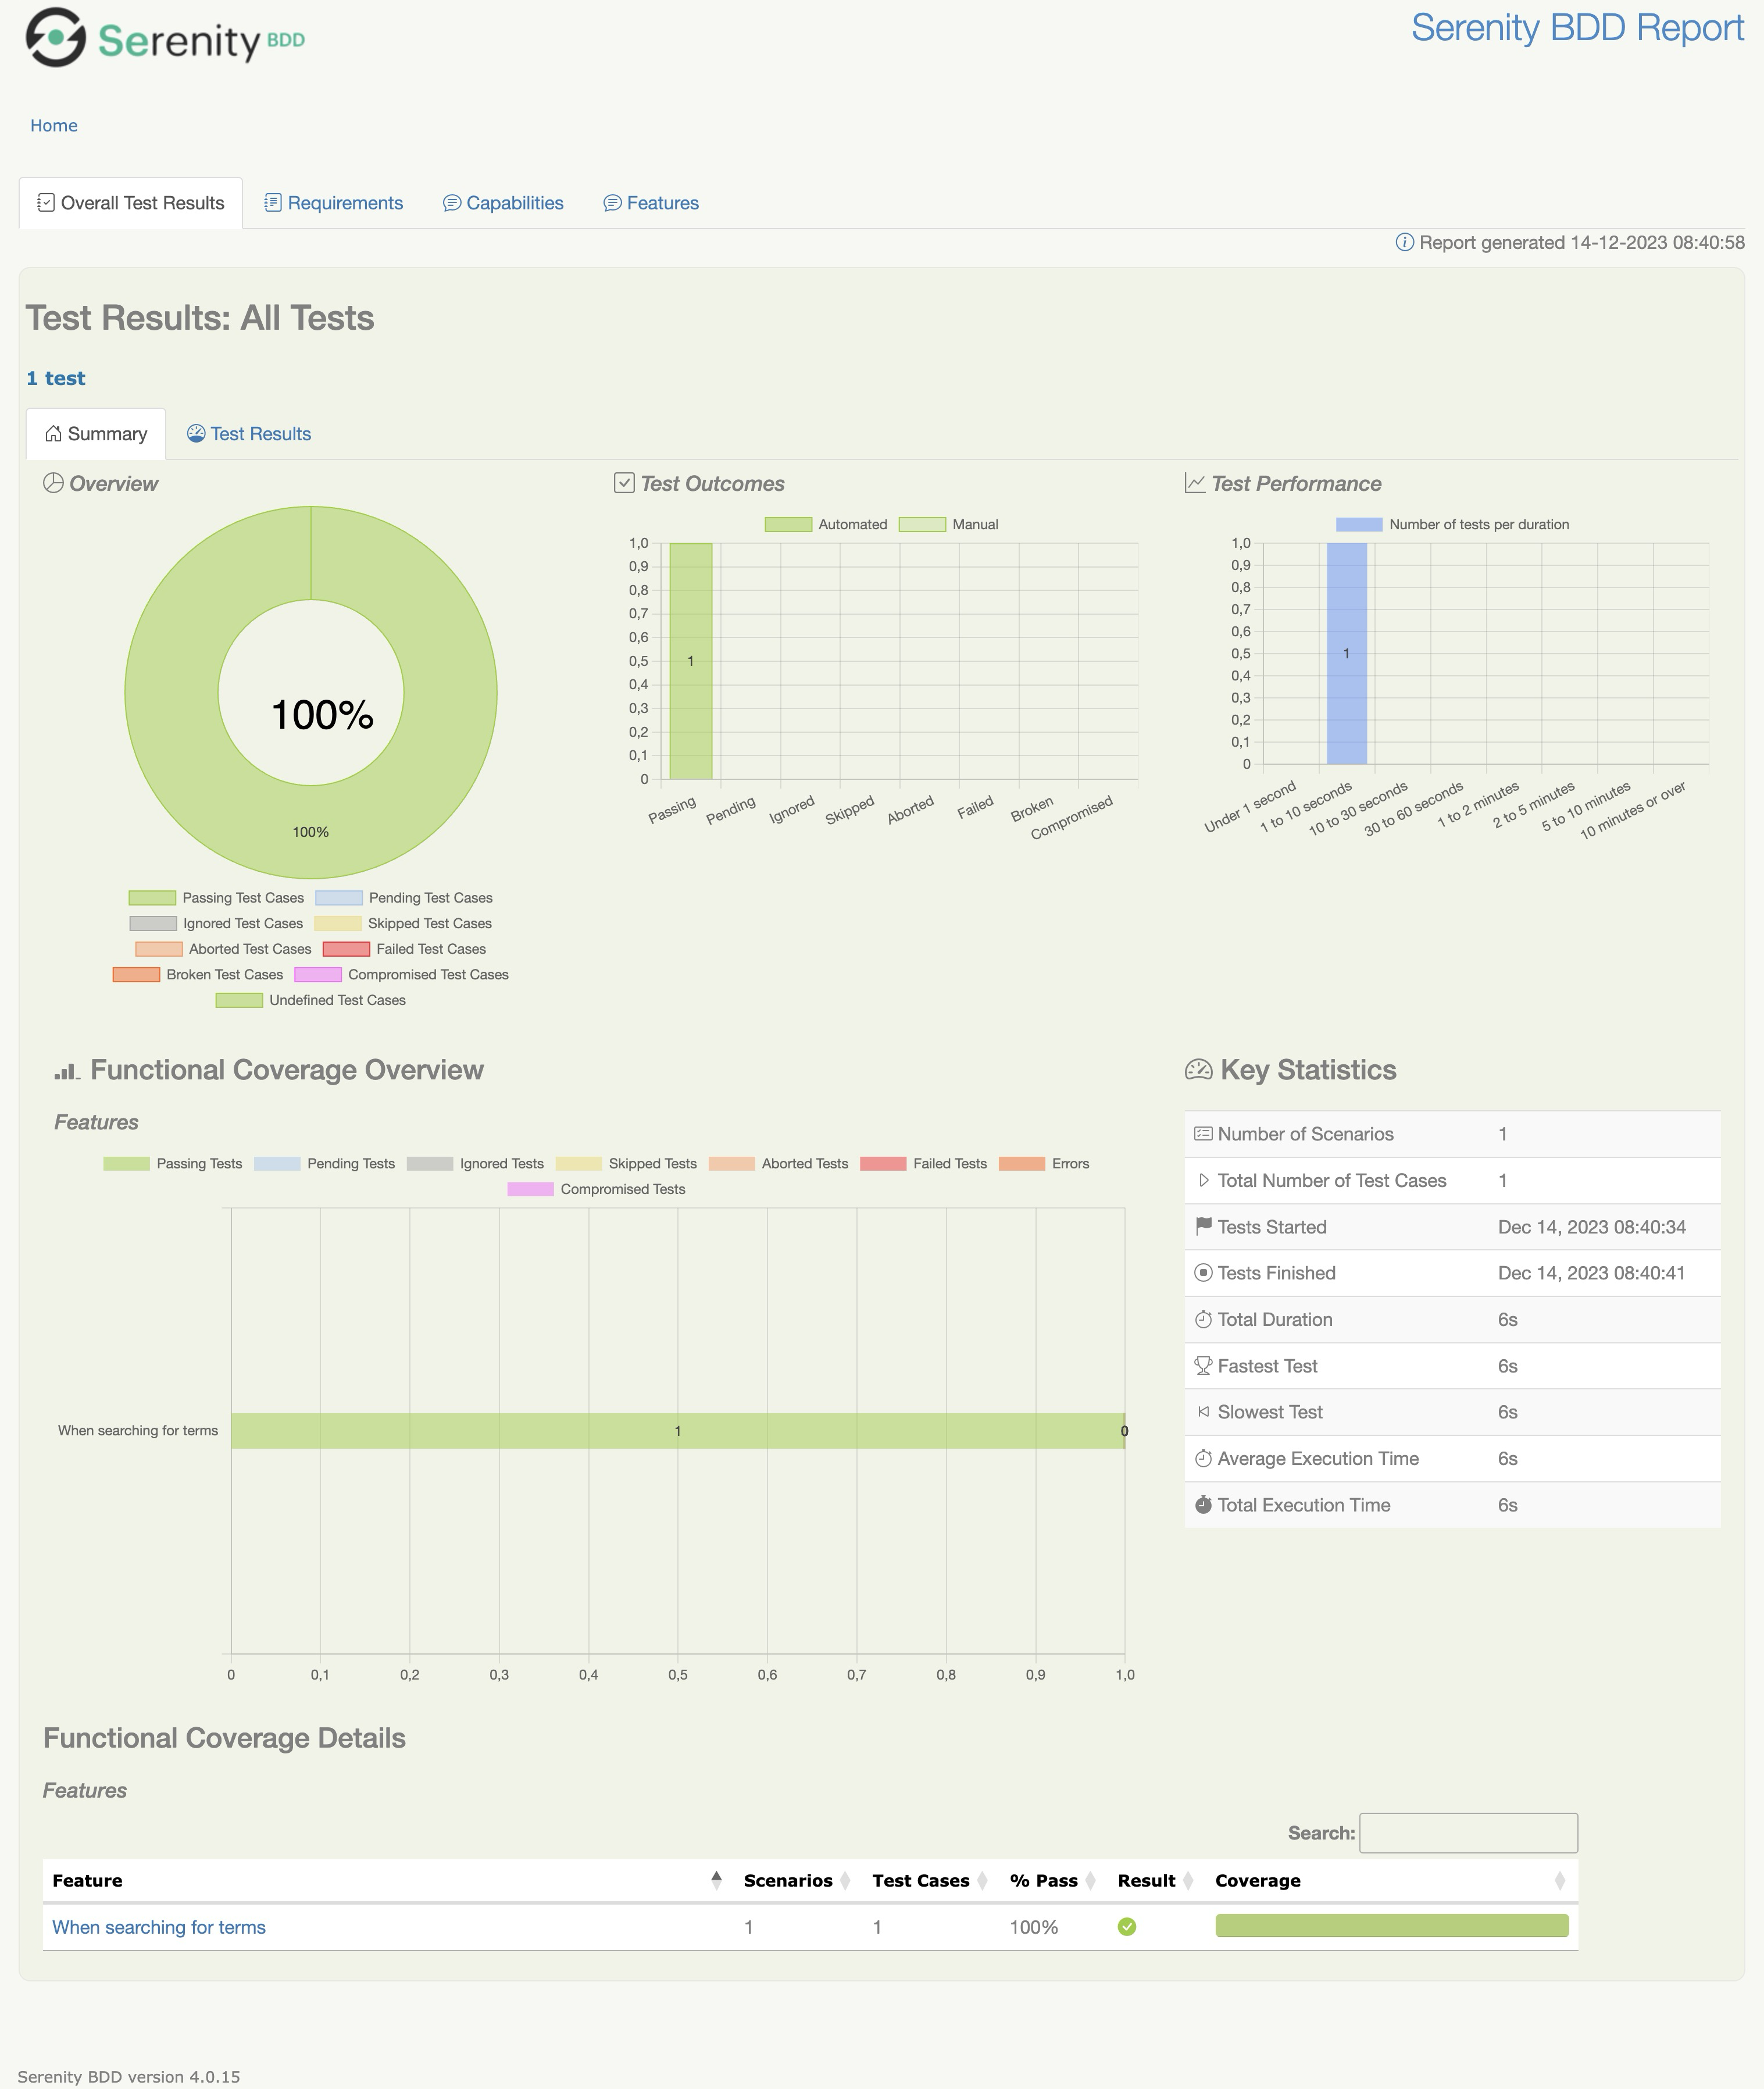 Serenity BDD
Serenity BDD Report
Home
Overall Test Results Requirements Capabilities Features
Report generated 14-12-2023 08:40:58
Test Results: All Tests
1 test
Summary Test Results
Overview
100%
100%
Passing Test Cases Pending Test Cases
Ignored Test Cases Skipped Test Cases
Aborted Test Cases Failed Test Cases
Broken Test Cases Compromised Test Cases
Undefined Test Cases
Test Outcomes
Automated Manual
1,0
0,9
0,8
0,7
0,6
0,5
0,4
0,3
0,2
0,1
0
1
Passing Pending Ignored Skipped Aborted Failed Broken Compromised
Test Performance
Number of tests per duration
1,0
0,9
0,8
0,7
0,6
0,5
0,4
0,3
0,2
0,1
0
1
Under 1 second 1 to 10 seconds 10 to 30 seconds 30 to 60 seconds 1 to 2 minutes 2 to 5 minutes 5 to 10 minutes 10 minutes or over
Functional Coverage Overview
Features
Passing Tests Pending Tests Ignored Tests Skipped Tests Aborted Tests Failed Tests Errors
Compromised Tests
When searching for terms 1 0
0 0,1 0,2 0,3 0,4 0,5 0,6 0,7 0,8 0,9 1,0
Key Statistics
Number of Scenarios 1
Total Number of Test Cases 1
Tests Started Dec 14, 2023 08:40:34
Tests Finished Dec 14, 2023 08:40:41
Total Duration 6s
Fastest Test 6s
Slowest Test 6s
Average Execution Time 6s
Total Execution Time 6s
Functional Coverage Details
Features
Search:
Feature Scenarios Test Cases % Pass Result Coverage
When searching for terms 1 1 100%
Serenity BDD version 4.0.15